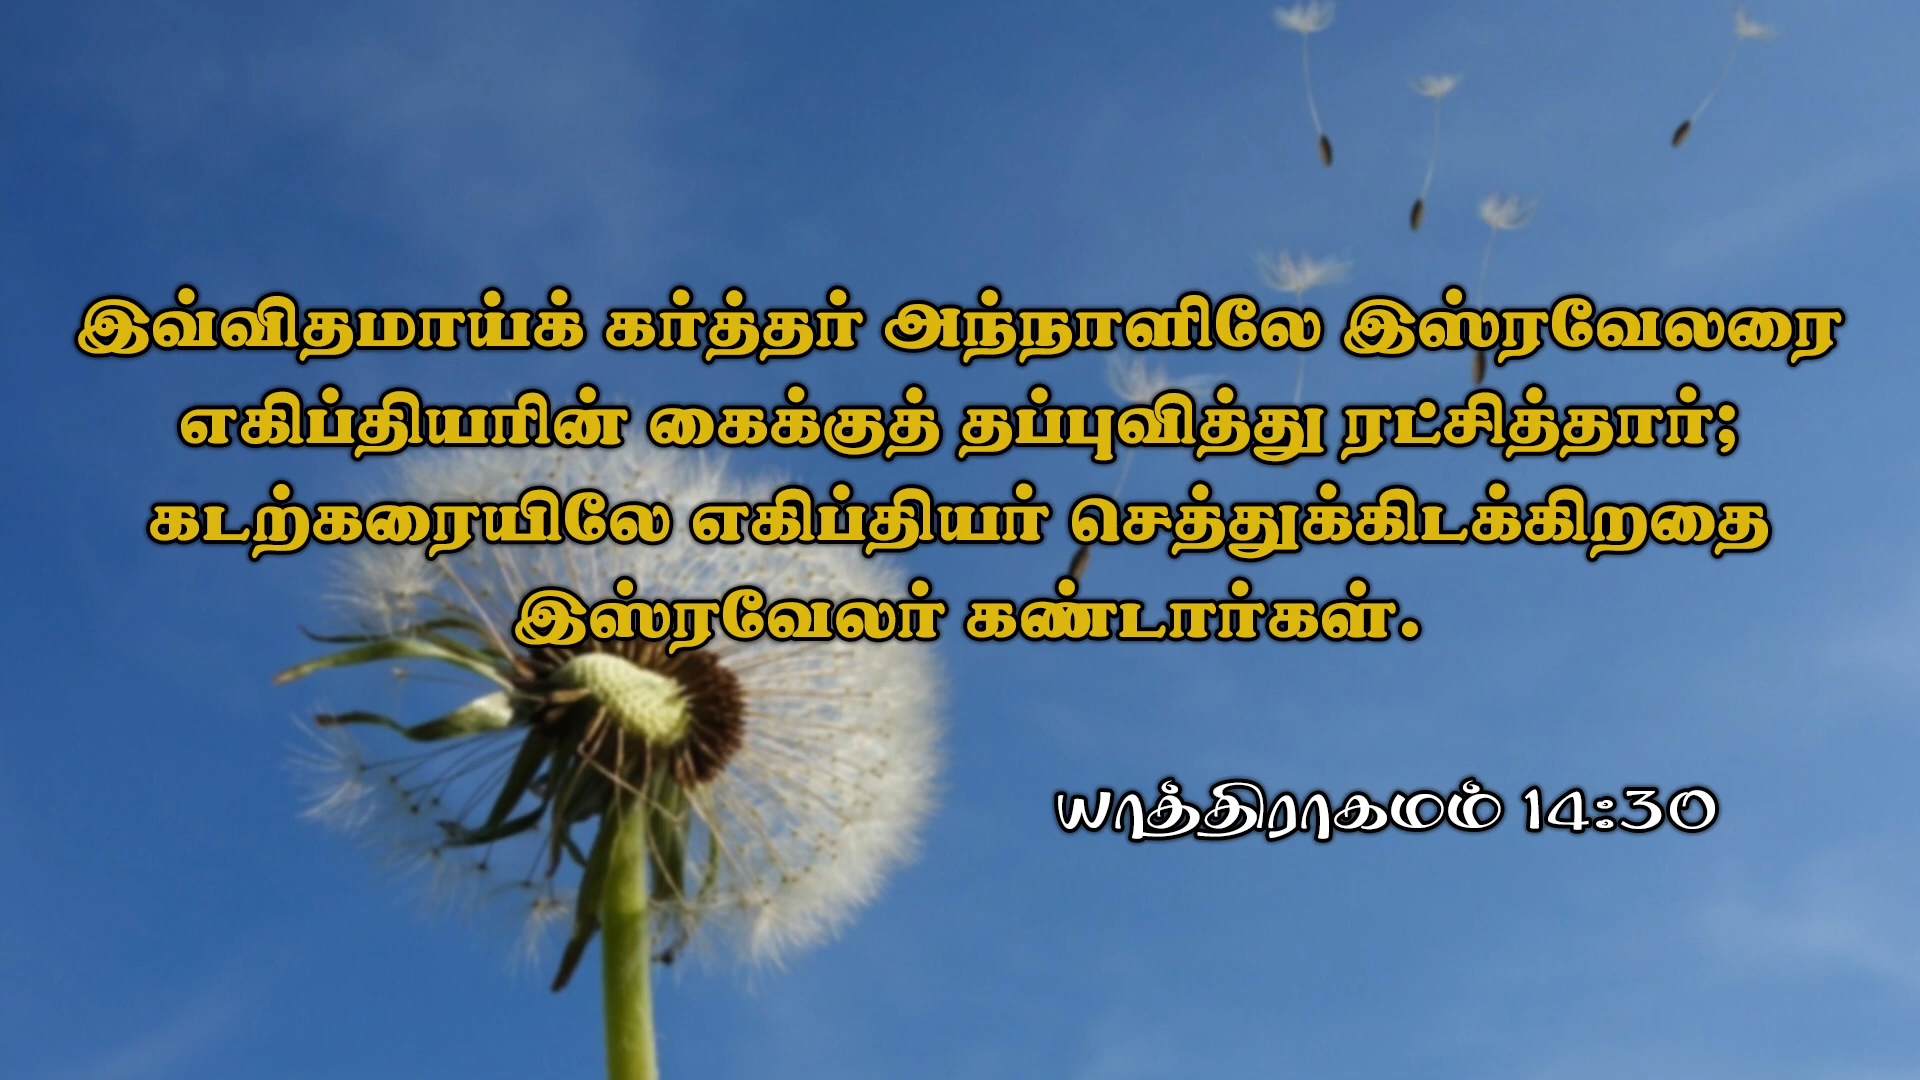 இவ்விதமாய்க் கர்த்தர் அந்நாளிலே இஸ்ரவேலரை
எகிப்தியரின் கைக்குத் தப்புவித்து ரட்சித்தார்;
கடற்கரையிலே எகிப்தியர் செத்துக்கிடக்கிறதை
இஸ்ரவேலர் கண்டார்கள்.
யாத்திராகமம் 14:30